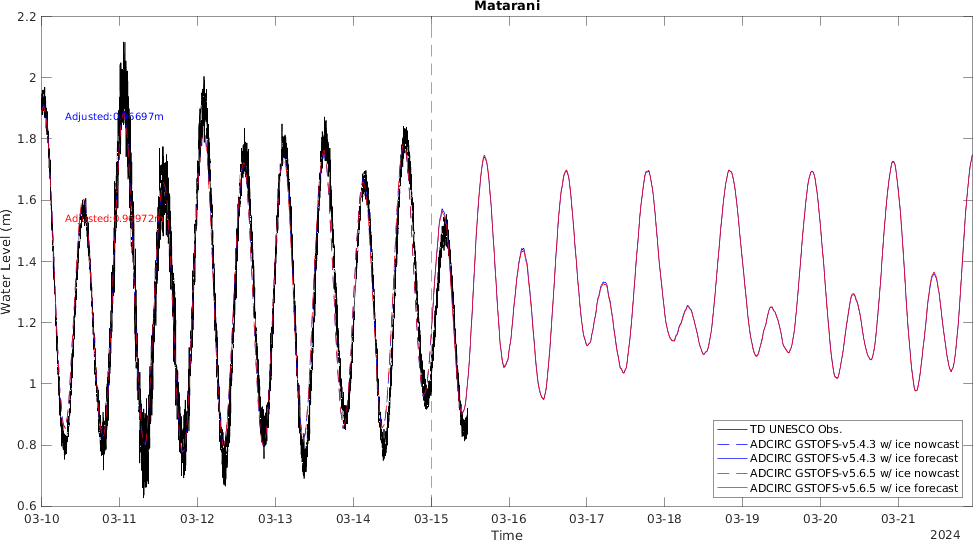 Matarani
Water Level (m)
2.2
2
1.8
1.6
1.4
1.2
1
0.8
0.6
Adjusted:
Adjusted:
03-10
03-11
03-12
03-13
03-14
03-15
03-16
03-17
03-18
03-19
03-20
03-21
Time
2024
TD UNESCO Obs.
ADCIRC GSTOFS-v5.4.3 w/ ice nowcast
ADCIRC GSTOFS-v5.4.3 w/ ice forecast
ADCIRC GSTOFS-v5.6.5 w/ ice nowcast
ADCIRC GSTOFS-v5.6.5 w/ ice forecast